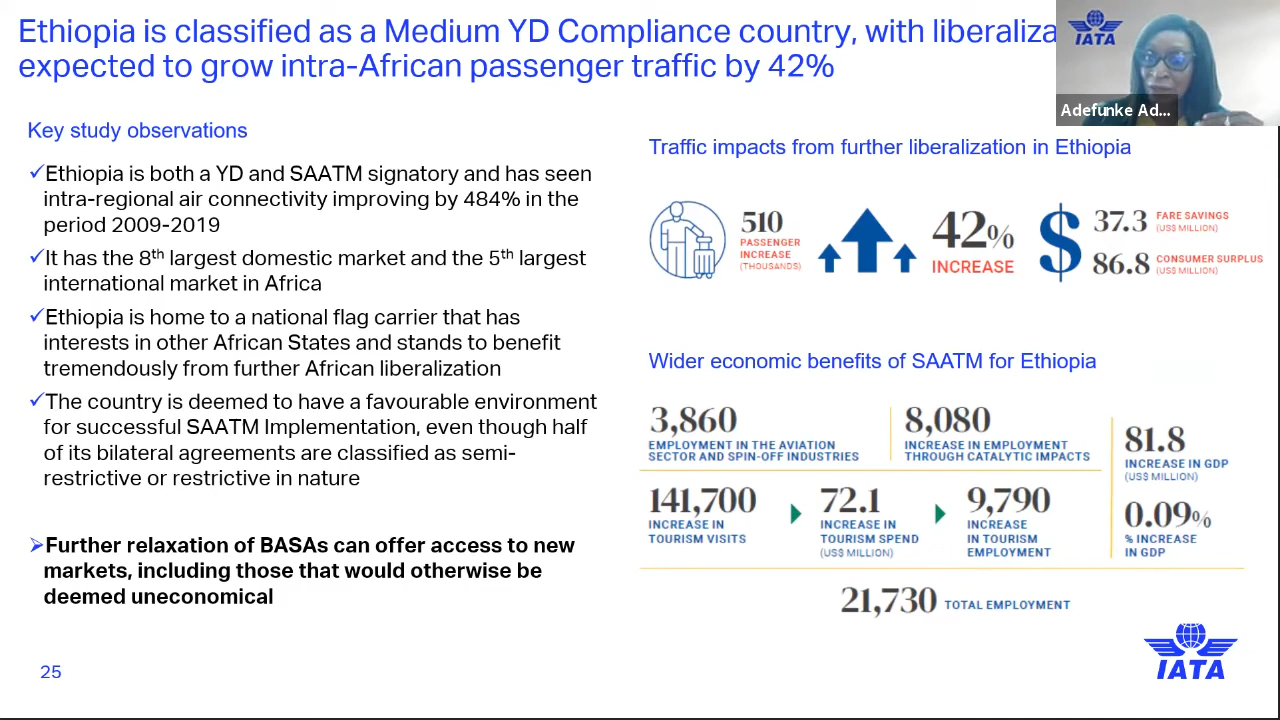 Ethiopia is classified as a Medium YD Compliance country, with liberaliza
expected to grow intra-African passenger traffic by 42%
IATA
Adefunke Ad...
Key study observations
✓Ethiopia is both a YD and SAATM signatory and has seen
intra-regional air connectivity improving by 484% in the
period 2009-2019
✓It has the 8th largest domestic market and the 5th largest
international market in Africa
✓Ethiopia is home to a national flag carrier that has
interests in other African States and stands to benefit
tremendously from further African liberalization
✓The country is deemed to have a favourable environment
for successful SAATM Implementation, even though half
of its bilateral agreements are classified as semi-
restrictive or restrictive in nature
➢Further relaxation of BASAs can offer access to new
markets, including those that would otherwise be
deemed uneconomical
25
Traffic impacts from further liberalization in Ethiopia
510
PASSENGER
INCREASE
(THOUSANDS)
42%
INCREASE
$
37.3 FARE SAVINGS
(US$ MILLION)
86.8 CONSUMER SURPLUS
(US$ MILLION)
Wider economic benefits of SAATM for Ethiopia
3,860
EMPLOYMENT IN THE AVIATION
SECTOR AND SPIN-OFF INDUSTRIES
8,080
INCREASE IN EMPLOYMENT
THROUGH CATALYTIC IMPACTS
81.8
INCREASE IN GDP
(US$ MILLION)
0.09%
% INCREASE
IN GDP
141,700
INCREASE IN
TOURISM VISITS
72.1
INCREASE IN
TOURISM SPEND
(US$ MILLION)
9,790
INCREASE
IN TOURISM
EMPLOYMENT
21,730 TOTAL EMPLOYMENT
IATA